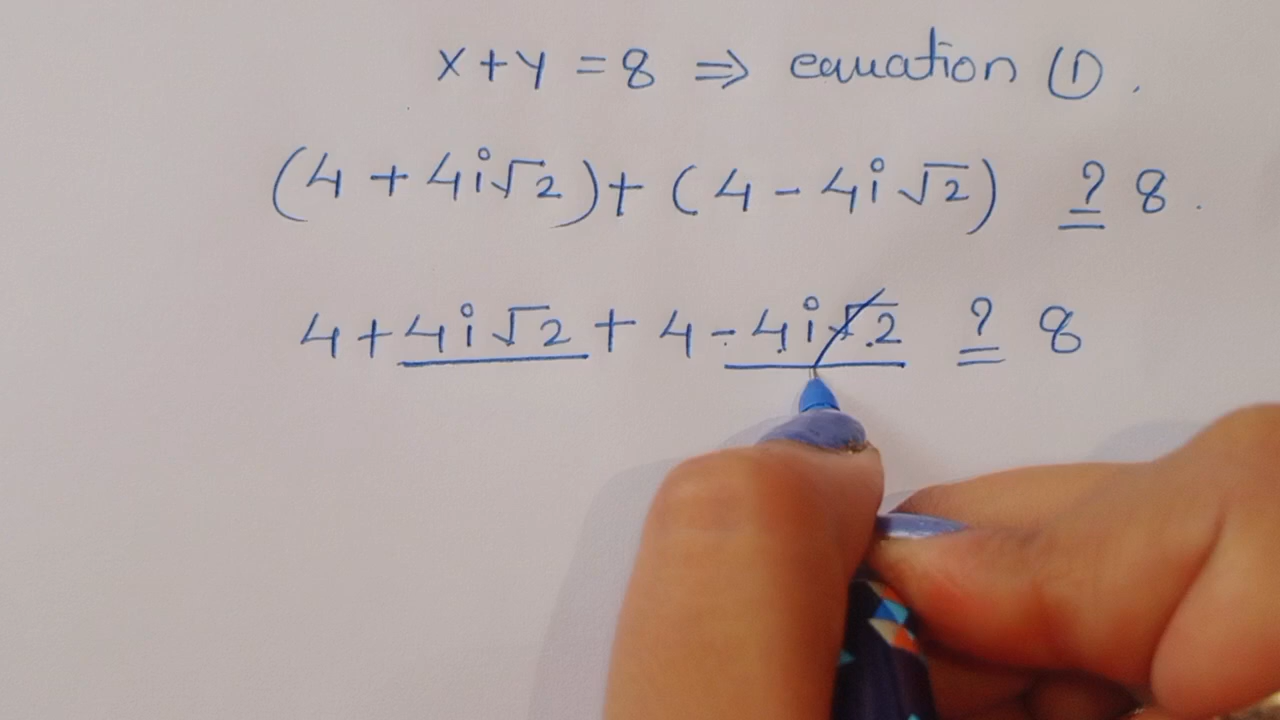 x + y = 8 ⇒ equation ① .
(4 + 4i√2) + (4 - 4i√2) ≟ 8 .
4 + 4i√2 + 4 - 4i√2 ≟ 8